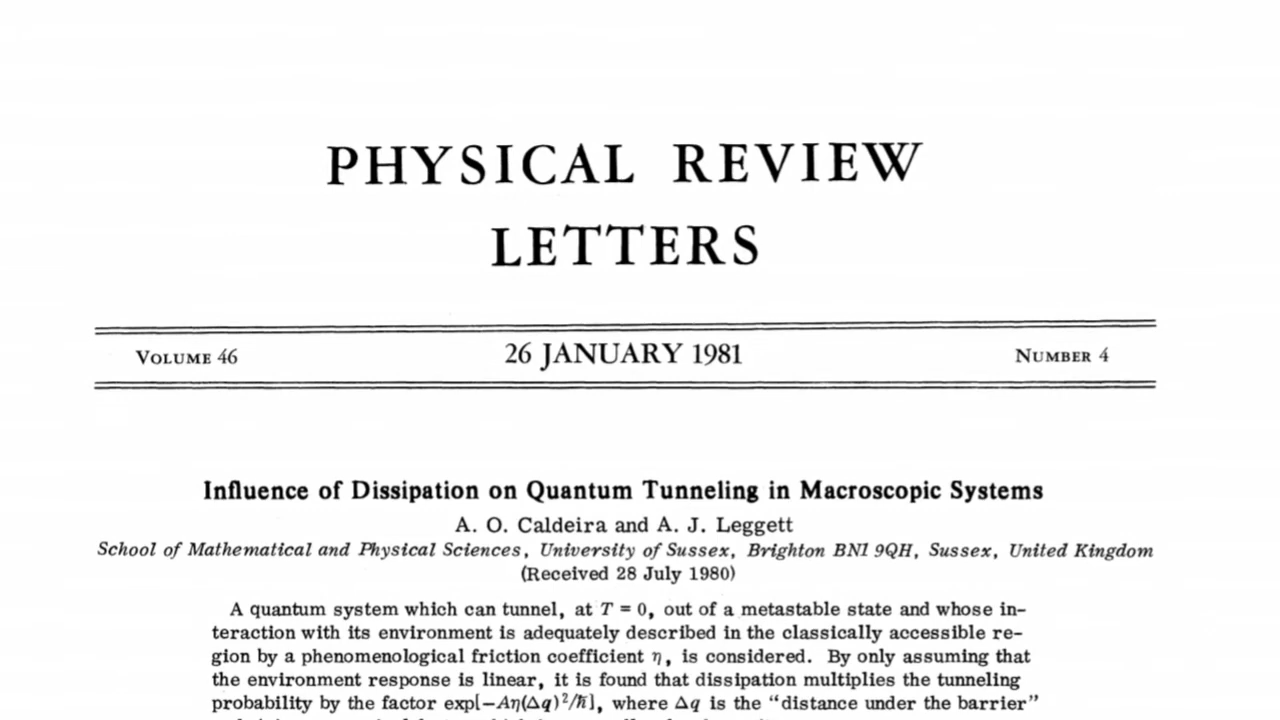 PHYSICAL REVIEW
LETTERS
VOLUME 46 26 JANUARY 1981 NUMBER 4
Influence of Dissipation on Quantum Tunneling in Macroscopic Systems
A. O. Caldeira and A. J. Leggett
School of Mathematical and Physical Sciences, University of Sussex, Brighton BN1 9QH, Sussex, United Kingdom
(Received 28 July 1980)
A quantum system which can tunnel, at T = 0, out of a metastable state and whose in-
teraction with its environment is adequately described in the classically accessible re-
gion by a phenomenological friction coefficient η, is considered. By only assuming that
the environment response is linear, it is found that dissipation multiplies the tunneling
probability by the factor exp[−Aη(Δq)²/ℏ], where Δq is the “distance under the barrier”